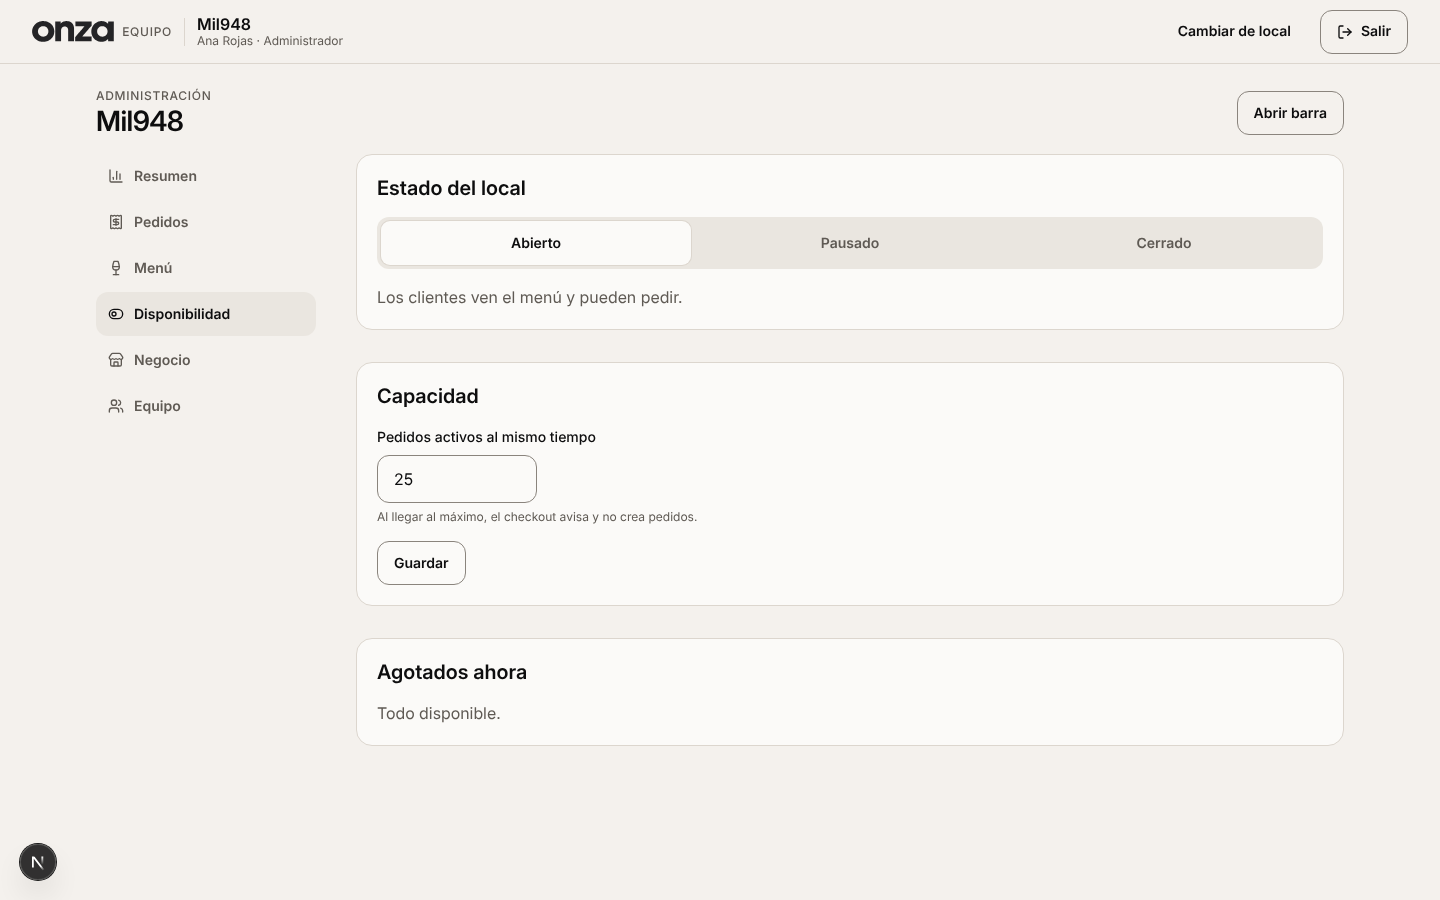 onza EQUIPO
Mil948
Ana Rojas · Administrador
Cambiar de local
Salir
ADMINISTRACIÓN
Mil948
Abrir barra
Resumen
Pedidos
Menú
Disponibilidad
Negocio
Equipo
Estado del local
Abierto
Pausado
Cerrado
Los clientes ven el menú y pueden pedir.
Capacidad
Pedidos activos al mismo tiempo
25
Al llegar al máximo, el checkout avisa y no crea pedidos.
Guardar
Agotados ahora
Todo disponible.
N